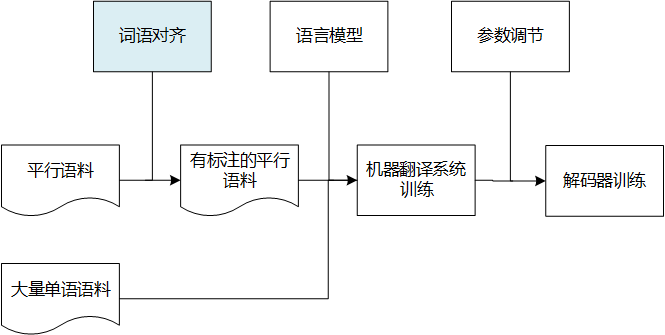 词语对齐
语言模型
参数调节
平行语料
有标注的平行
语料
机器翻译系统
训练
解码器训练
大量单语语料